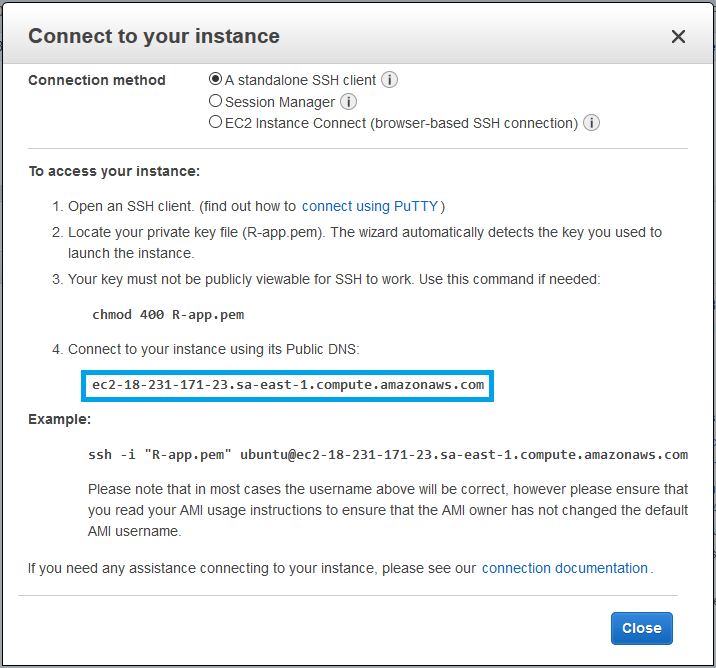 Connect to your instance
Connection method
A standalone SSH client
Session Manager
EC2 Instance Connect (browser-based SSH connection)
To access your instance:
1. Open an SSH client. (find out how to connect using PuTTY)
2. Locate your private key file (R-app.pem). The wizard automatically detects the key you used to
launch the instance.
3. Your key must not be publicly viewable for SSH to work. Use this command if needed:
chmod 400 R-app.pem
4. Connect to your instance using its Public DNS:
ec2-18-231-171-23.sa-east-1.compute.amazonaws.com
Example:
ssh -i "R-app.pem" ubuntu@ec2-18-231-171-23.sa-east-1.compute.amazonaws.com
Please note that in most cases the username above will be correct, however please ensure that
you read your AMI usage instructions to ensure that the AMI owner has not changed the default
AMI username.
If you need any assistance connecting to your instance, please see our connection documentation.
Close